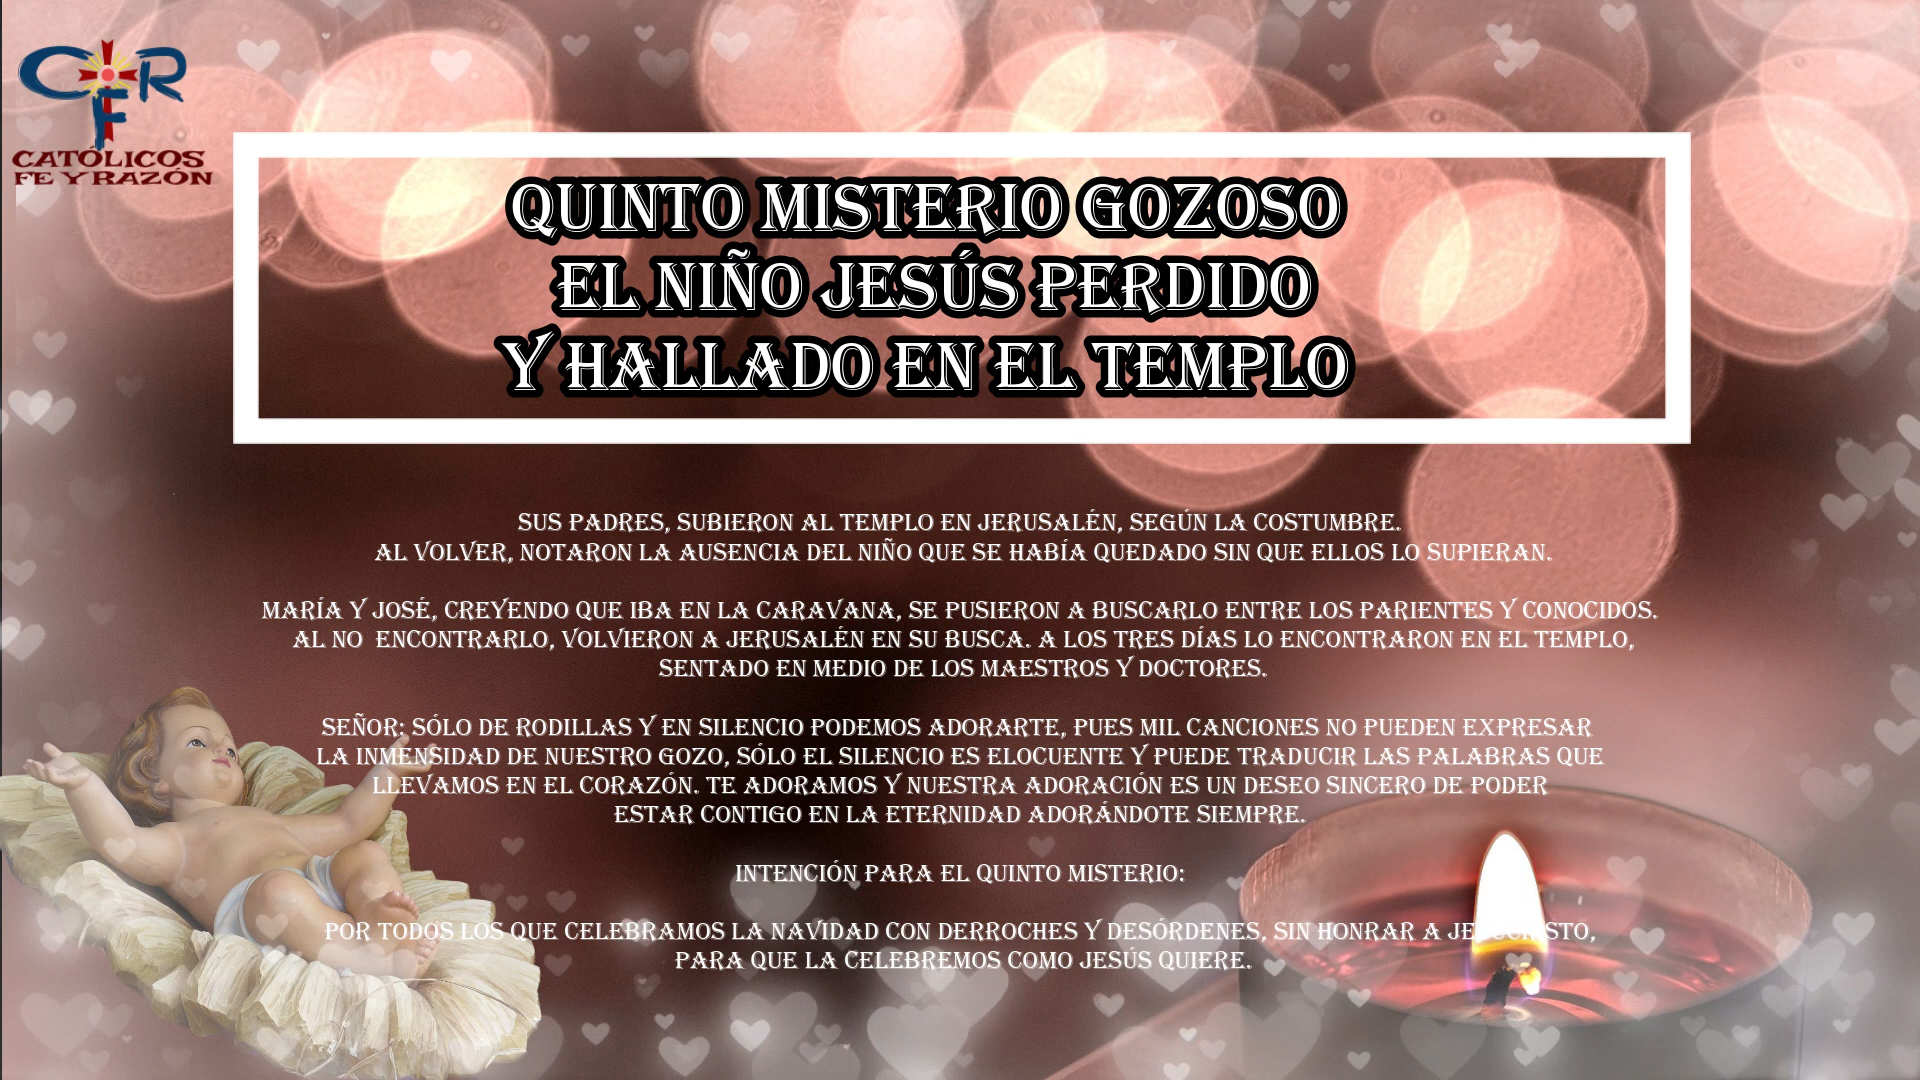 CFR
CATÓLICOS
FE Y RAZÓN
QUINTO MISTERIO GOZOSO
EL NIÑO JESÚS PERDIDO
Y HALLADO EN EL TEMPLO
SUS PADRES, SUBIERON AL TEMPLO EN JERUSALÉN, SEGÚN LA COSTUMBRE.
AL VOLVER, NOTARON LA AUSENCIA DEL NIÑO QUE SE HABÍA QUEDADO SIN QUE ELLOS LO SUPIERAN.
MARÍA Y JOSÉ, CREYENDO QUE IBA EN LA CARAVANA, SE PUSIERON A BUSCARLO ENTRE LOS PARIENTES Y CONOCIDOS.
AL NO ENCONTRARLO, VOLVIERON A JERUSALÉN EN SU BUSCA. A LOS TRES DÍAS LO ENCONTRARON EN EL TEMPLO,
SENTADO EN MEDIO DE LOS MAESTROS Y DOCTORES.
SEÑOR: SÓLO DE RODILLAS Y EN SILENCIO PODEMOS ADORARTE, PUES MIL CANCIONES NO PUEDEN EXPRESAR
LA INMENSIDAD DE NUESTRO GOZO, SÓLO EL SILENCIO ES ELOCUENTE Y PUEDE TRADUCIR LAS PALABRAS QUE
LLEVAMOS EN EL CORAZÓN. TE ADORAMOS Y NUESTRA ADORACIÓN ES UN DESEO SINCERO DE PODER
ESTAR CONTIGO EN LA ETERNIDAD ADORÁNDOTE SIEMPRE.
INTENCIÓN PARA EL QUINTO MISTERIO:
POR TODOS LOS QUE CELEBRAMOS LA NAVIDAD CON DERROCHES Y DESÓRDENES, SIN HONRAR A JESUCRISTO,
PARA QUE LA CELEBREMOS COMO JESÚS QUIERE.